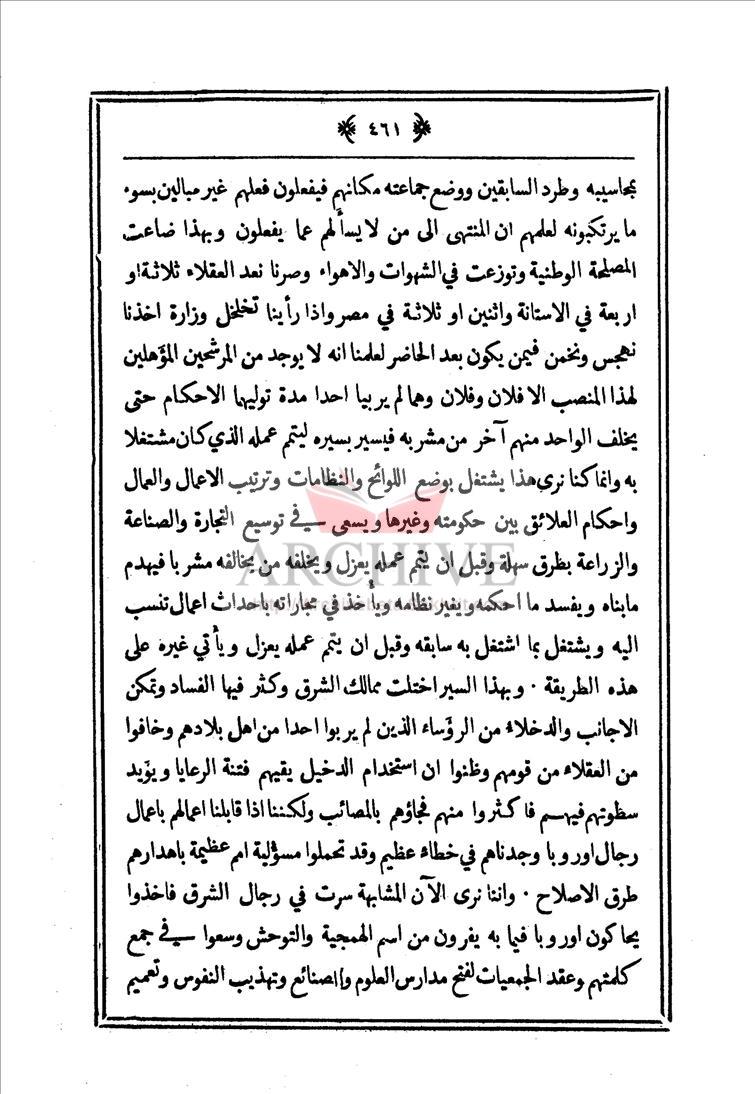 ﴿ ٤٦١ ﴾
بمحاسيبه وطرد السابقين ووضع جماعته مكانهم فيفعلون فعلهم غير مبالين بسوء
ما يرتكبونه لعلمهم ان المنتهى الى من لا يسألهم عما يفعلون وبهذا ضاعت
المصلحة الوطنية وتوزعت في الشهوات والاهواء وصرنا نعد العقلاء ثلاثة او
اربعة في الاستانة واثنين او ثلاثة في مصر واذا رأينا تخلخل وزارة اخذنا
نهجس ونخمن فيمن يكون بعد الحاضر لعلمنا انه لا يوجد من المرشحين المؤهلين
لهذا المنصب الا فلان وفلان وهما لم يربيا احدا مدة توليهما الاحكام حتى
يخلف الواحد منهم آخر من مشربه فيسير بسيره ليتم عمله الذي كان مشتغلا
به وانما كنا نرى هذا يشتغل بوضع اللوائح والنظامات وترتيب الاعمال والعمال
واحكام العلائق بين حكومته وغيرها ويسعى في توسيع التجارة والصناعة
والزراعة بطرق سهلة وقبل ان يتم عمله يعزل ويخلفه من يخالفه مشربا فيهدم
ما بناه ويفسد ما احكمه ويغير نظامه ويأخذ في مجاراته باحداث اعمال تنسب
اليه ويشتغل بما اشتغل به سابقه وقبل ان يتم عمله يعزل ويأتي غيره على
هذه الطريقة · وبهذا السير اختلت ممالك الشرق وكثر فيها الفساد وتمكن
الاجانب والدخلاء من الرؤساء الذين لم يربوا احدا من اهل بلادهم وخافوا
من العقلاء من قومهم وظنوا ان استخدام الدخيل يقيهم فتنة الرعايا ويؤيد
سطوتهم فيهم فاكثروا منهم فجاؤهم بالمصائب ولكننا اذا قابلنا اعمالهم باعمال
رجال اوروبا وجدناهم في خطاء عظيم وقد تحملوا مسؤلية امم عظيمة باهدارهم
طرق الاصلاح · واننا نرى الآن المشابهة سرت في رجال الشرق فاخذوا
يحاكون اوروبا فيما به يفرون من اسم الهمجية والتوحش وسعوا في جمع
كلمتهم وعقد الجمعيات لفتح مدارس العلوم والصنائع وتهذيب النفوس وتعميم
ARCHIVE